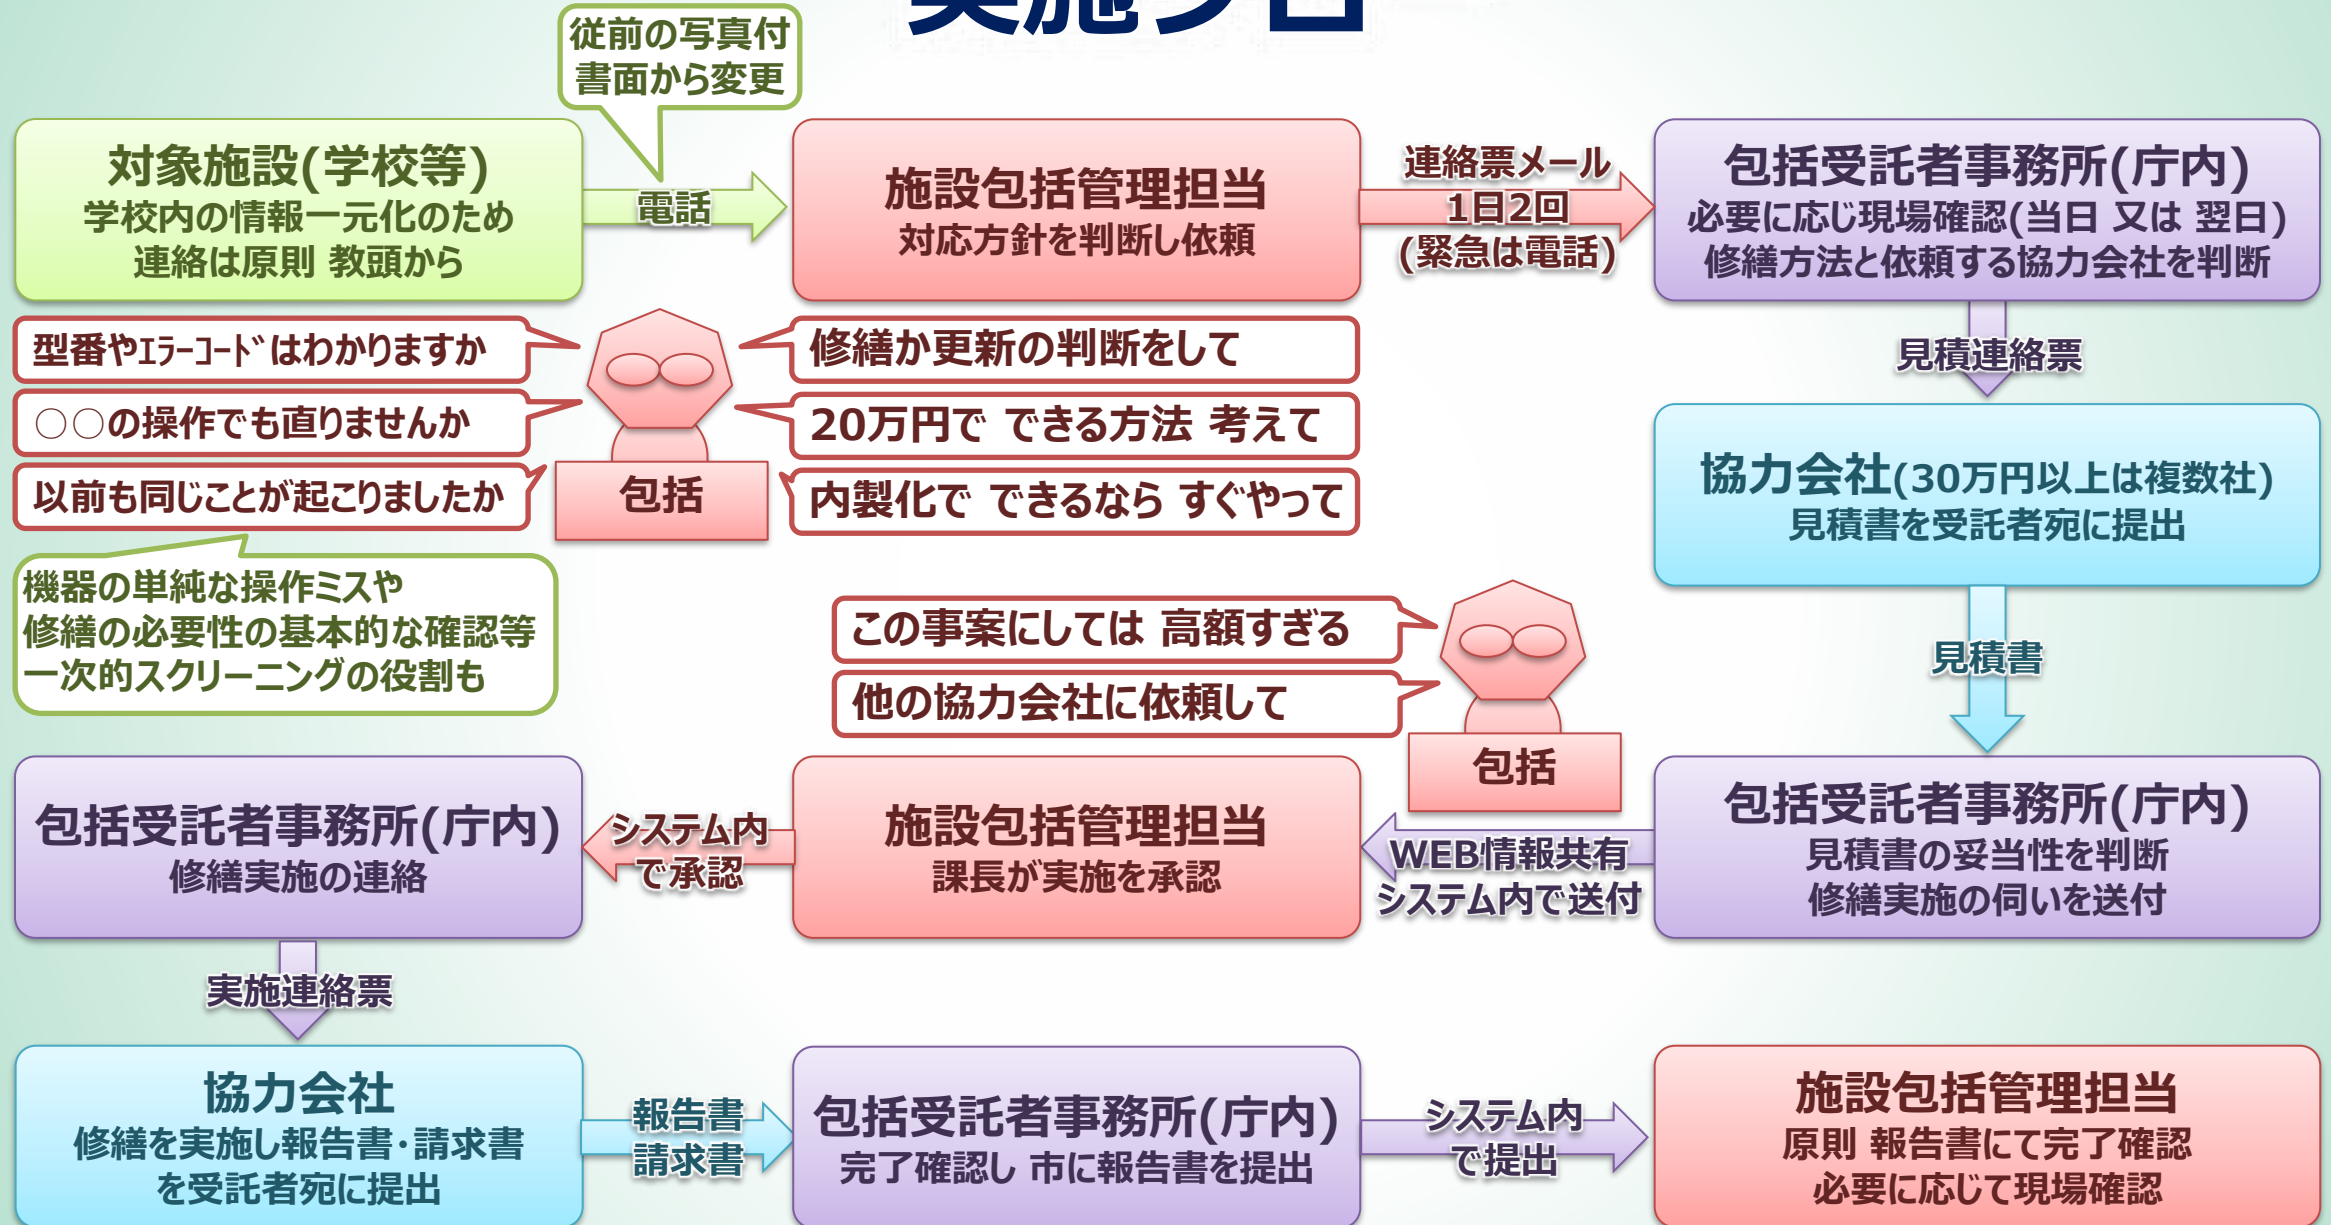 実施フロー
従前の写真付
書面から変更
対象施設(学校等)
学校内の情報一元化のため
連絡は原則 教頭から
電話
施設包括管理担当
対応方針を判断し依頼
連絡票メール
1日2回
(緊急は電話)
包括受託者事務所(庁内)
必要に応じ現場確認(当日 又は 翌日)
修繕方法と依頼する協力会社を判断
型番やｴﾗｰｺｰﾄﾞはわかりますか
○○の操作でも直りませんか
以前も同じことが起こりましたか
包括
修繕か更新の判断をして
20万円で できる方法 考えて
内製化で できるなら すぐやって
機器の単純な操作ミスや
修繕の必要性の基本的な確認等
一次的スクリーニングの役割も
見積連絡票
協力会社(30万円以上は複数社)
見積書を受託者宛に提出
見積書
この事案にしては 高額すぎる
他の協力会社に依頼して
包括
包括受託者事務所(庁内)
見積書の妥当性を判断
修繕実施の伺いを送付
WEB情報共有
システム内で送付
施設包括管理担当
課長が実施を承認
システム内
で承認
包括受託者事務所(庁内)
修繕実施の連絡
実施連絡票
協力会社
修繕を実施し報告書・請求書
を受託者宛に提出
報告書
請求書
包括受託者事務所(庁内)
完了確認し 市に報告書を提出
システム内
で提出
施設包括管理担当
原則 報告書にて完了確認
必要に応じて現場確認